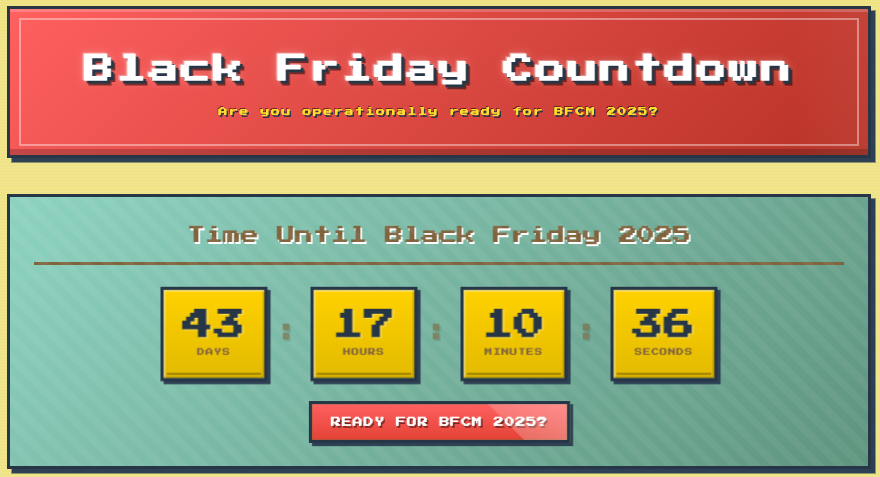 Black Friday Countdown
Are you operationally ready for BFCM 2025?
Time Until Black Friday 2025
43 : 17 : 10 : 36
DAYS HOURS MINUTES SECONDS
READY FOR BFCM 2025?